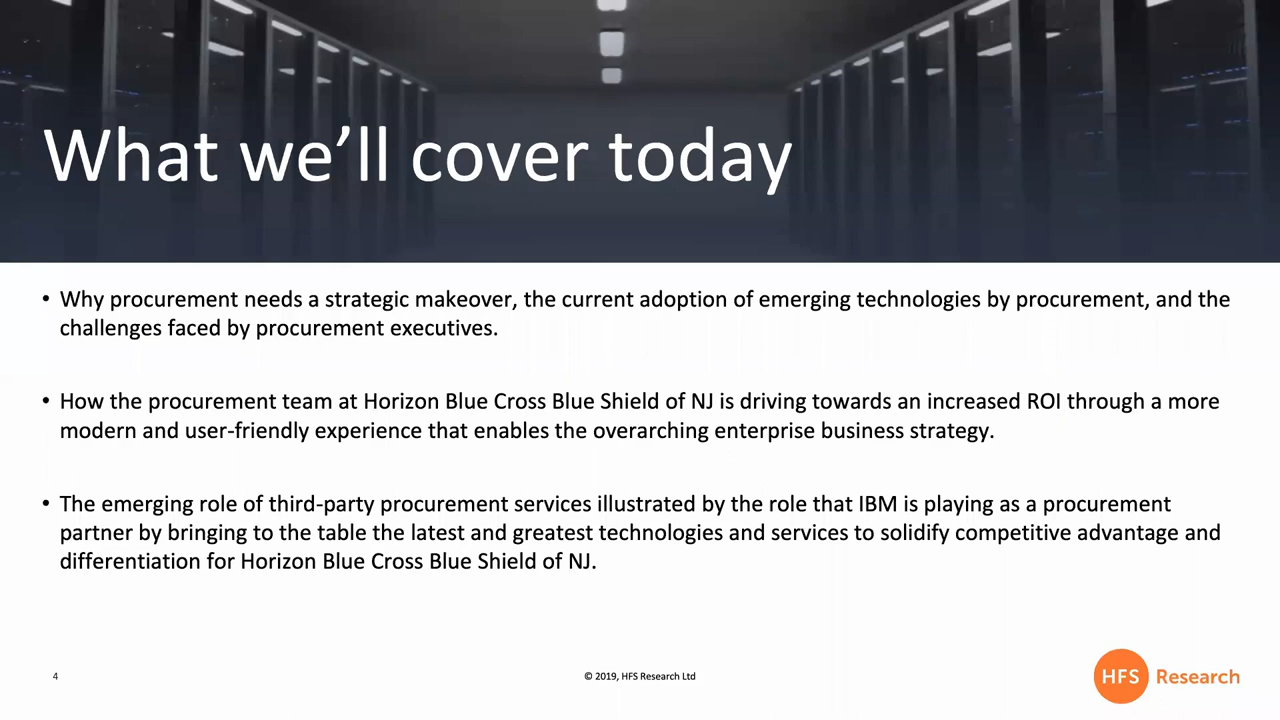 What we’ll cover today
• Why procurement needs a strategic makeover, the current adoption of emerging technologies by procurement, and the
challenges faced by procurement executives.
• How the procurement team at Horizon Blue Cross Blue Shield of NJ is driving towards an increased ROI through a more
modern and user-friendly experience that enables the overarching enterprise business strategy.
• The emerging role of third-party procurement services illustrated by the role that IBM is playing as a procurement
partner by bringing to the table the latest and greatest technologies and services to solidify competitive advantage and
differentiation for Horizon Blue Cross Blue Shield of NJ.
4
© 2019, HFS Research Ltd
HFS Research